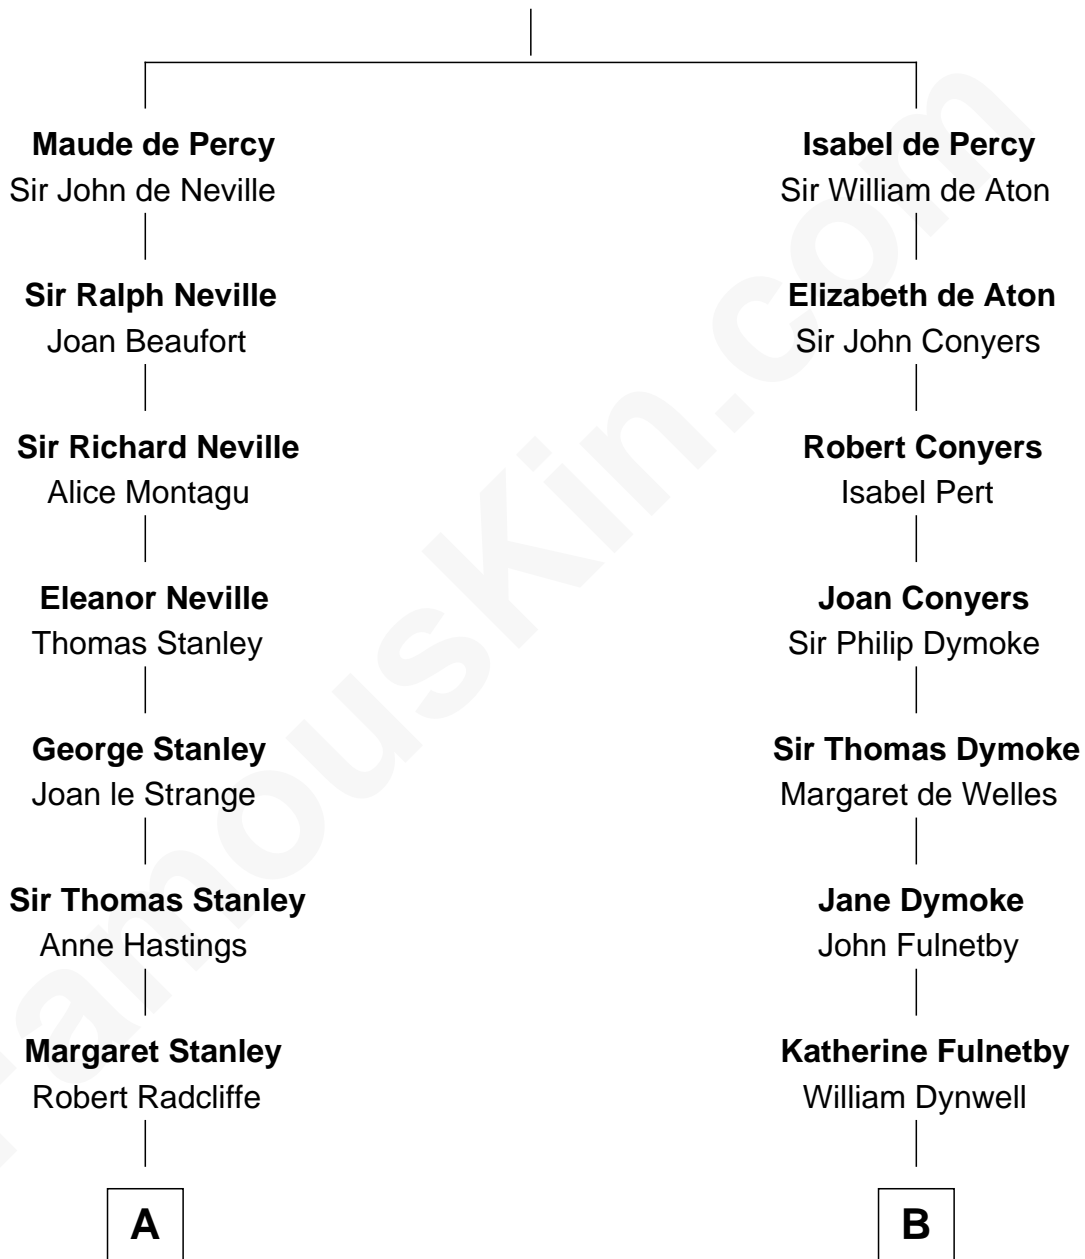 Maude de Percy
Sir John de Neville
Sir Ralph Neville
Joan Beaufort
Sir Richard Neville
Alice Montagu
Eleanor Neville
Thomas Stanley
George Stanley
Joan le Strange
Sir Thomas Stanley
Anne Hastings
Margaret Stanley
Robert Radcliffe
A
Isabel de Percy
Sir William de Aton
Elizabeth de Aton
Sir John Conyers
Robert Conyers
Isabel Pert
Joan Conyers
Sir Philip Dymoke
Sir Thomas Dymoke
Margaret de Welles
Jane Dymoke
John Fulnetby
Katherine Fulnetby
William Dynwell
B
FamousKin.com